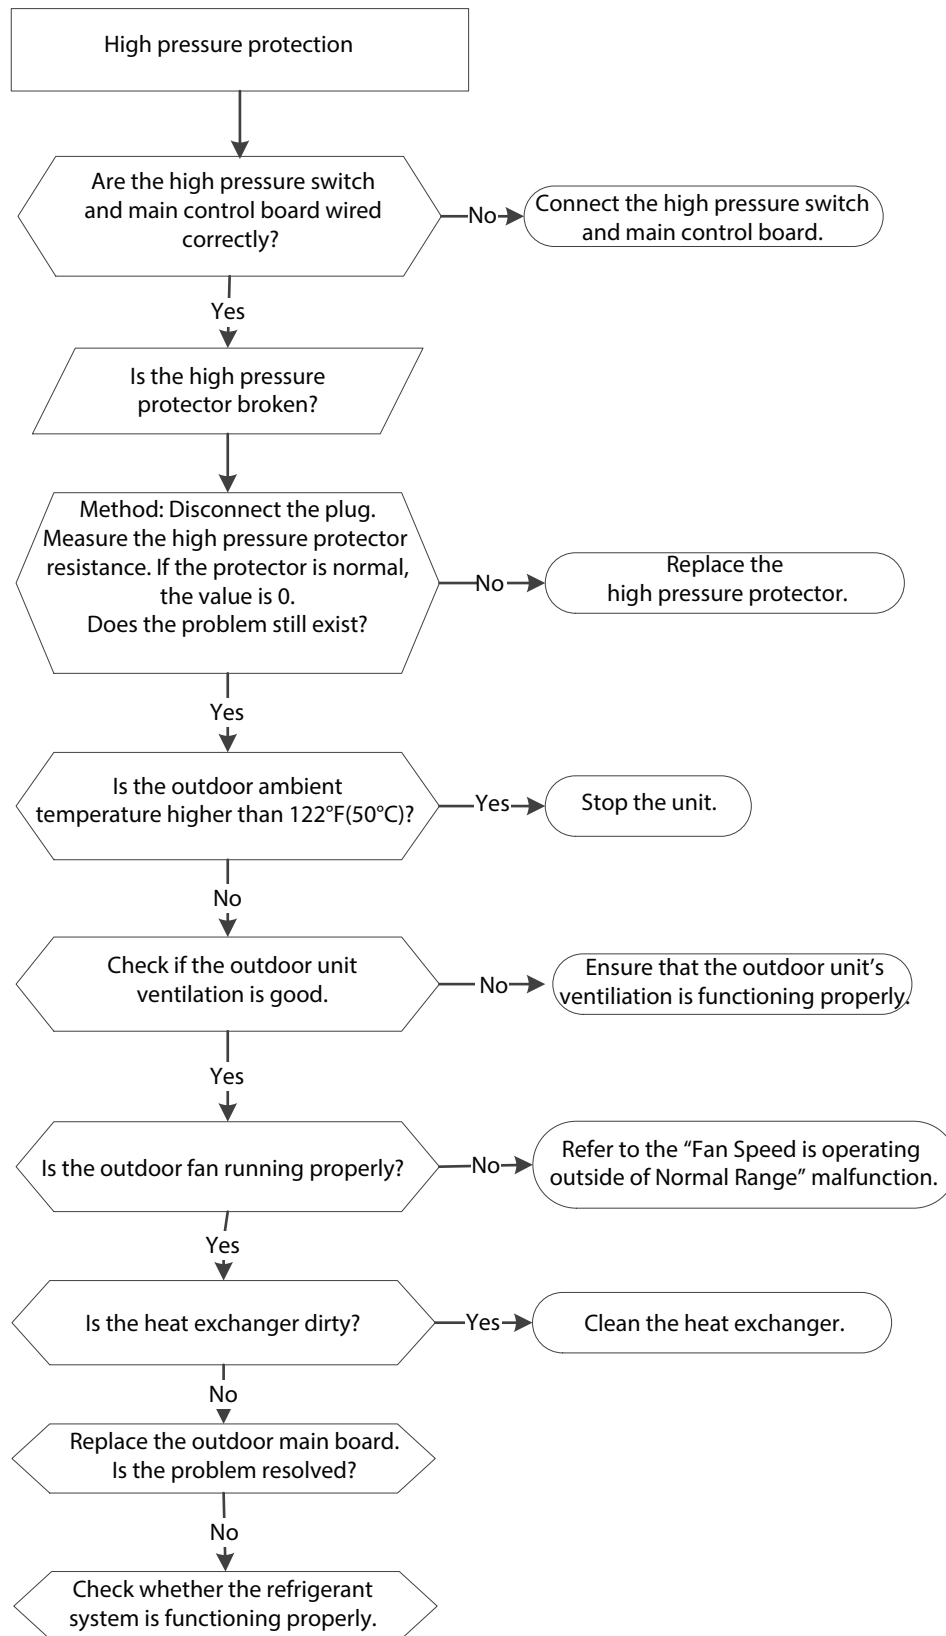 High pressure protection
Are the high pressure switch
and main control board wired
correctly?
No
Connect the high pressure switch
and main control board.
Yes
Is the high pressure
protector broken?
Method: Disconnect the plug.
Measure the high pressure protector
resistance. If the protector is normal,
the value is 0.
Does the problem still exist?
No
Replace the
high pressure protector.
Yes
Is the outdoor ambient
temperature higher than 122°F(50°C)?
Yes
Stop the unit.
No
Check if the outdoor unit
ventilation is good.
No
Ensure that the outdoor unit’s
ventiliation is functioning properly.
Yes
Is the outdoor fan running properly?
No
Refer to the “Fan Speed is operating
outside of Normal Range” malfunction.
Yes
Is the heat exchanger dirty?
Yes
Clean the heat exchanger.
No
Replace the outdoor main board.
Is the problem resolved?
No
Check whether the refrigerant
system is functioning properly.